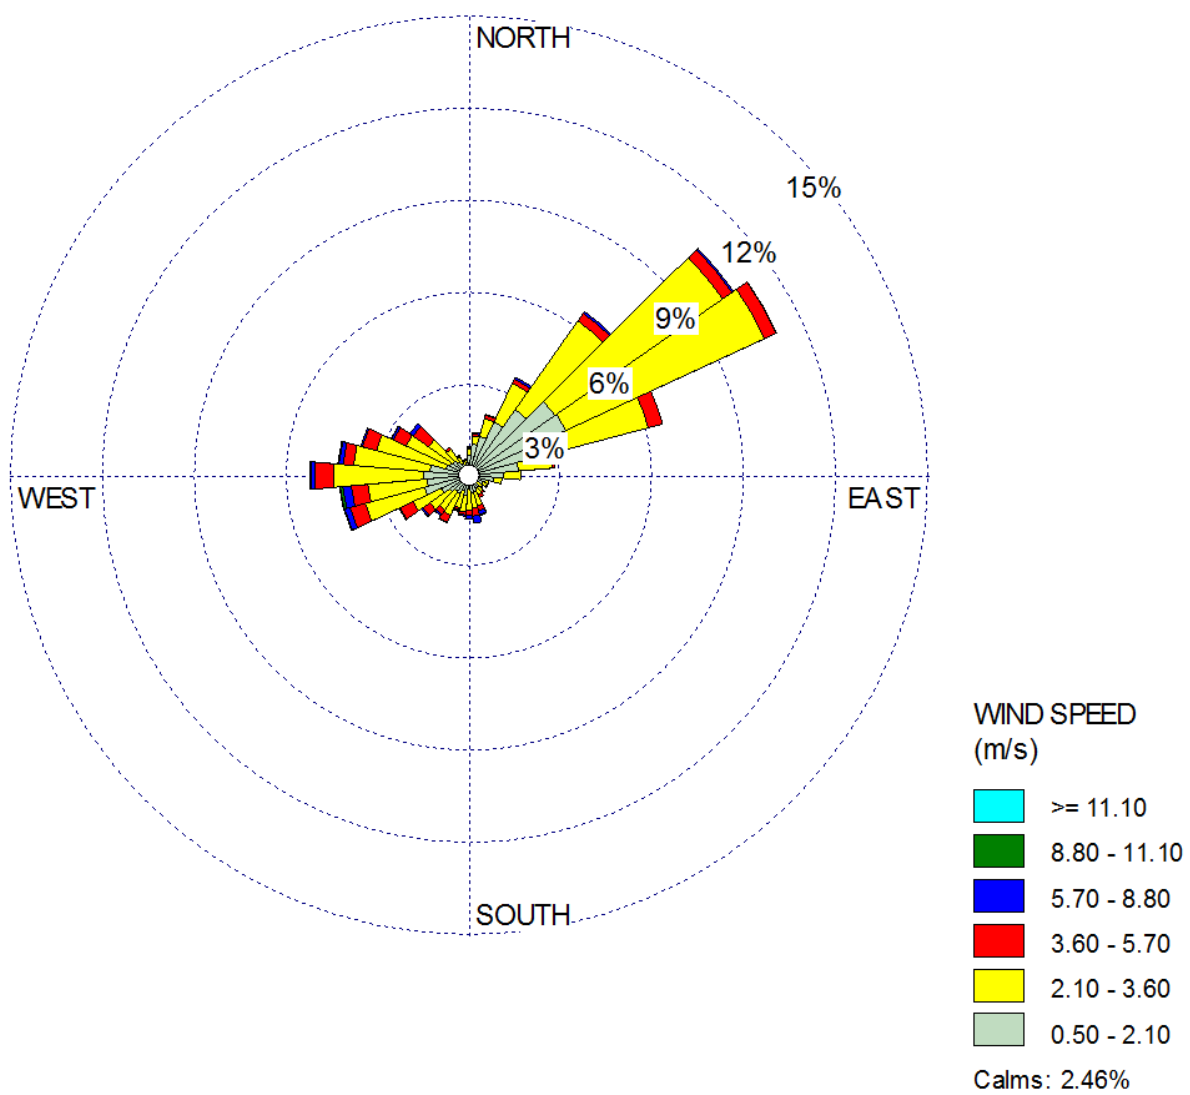 NORTH
15%
12%
9%
6%
3%
WEST
EAST
SOUTH
WIND SPEED
(m/s)
>= 11.10
8.80 - 11.10
5.70 - 8.80
3.60 - 5.70
2.10 - 3.60
0.50 - 2.10
Calms: 2.46%